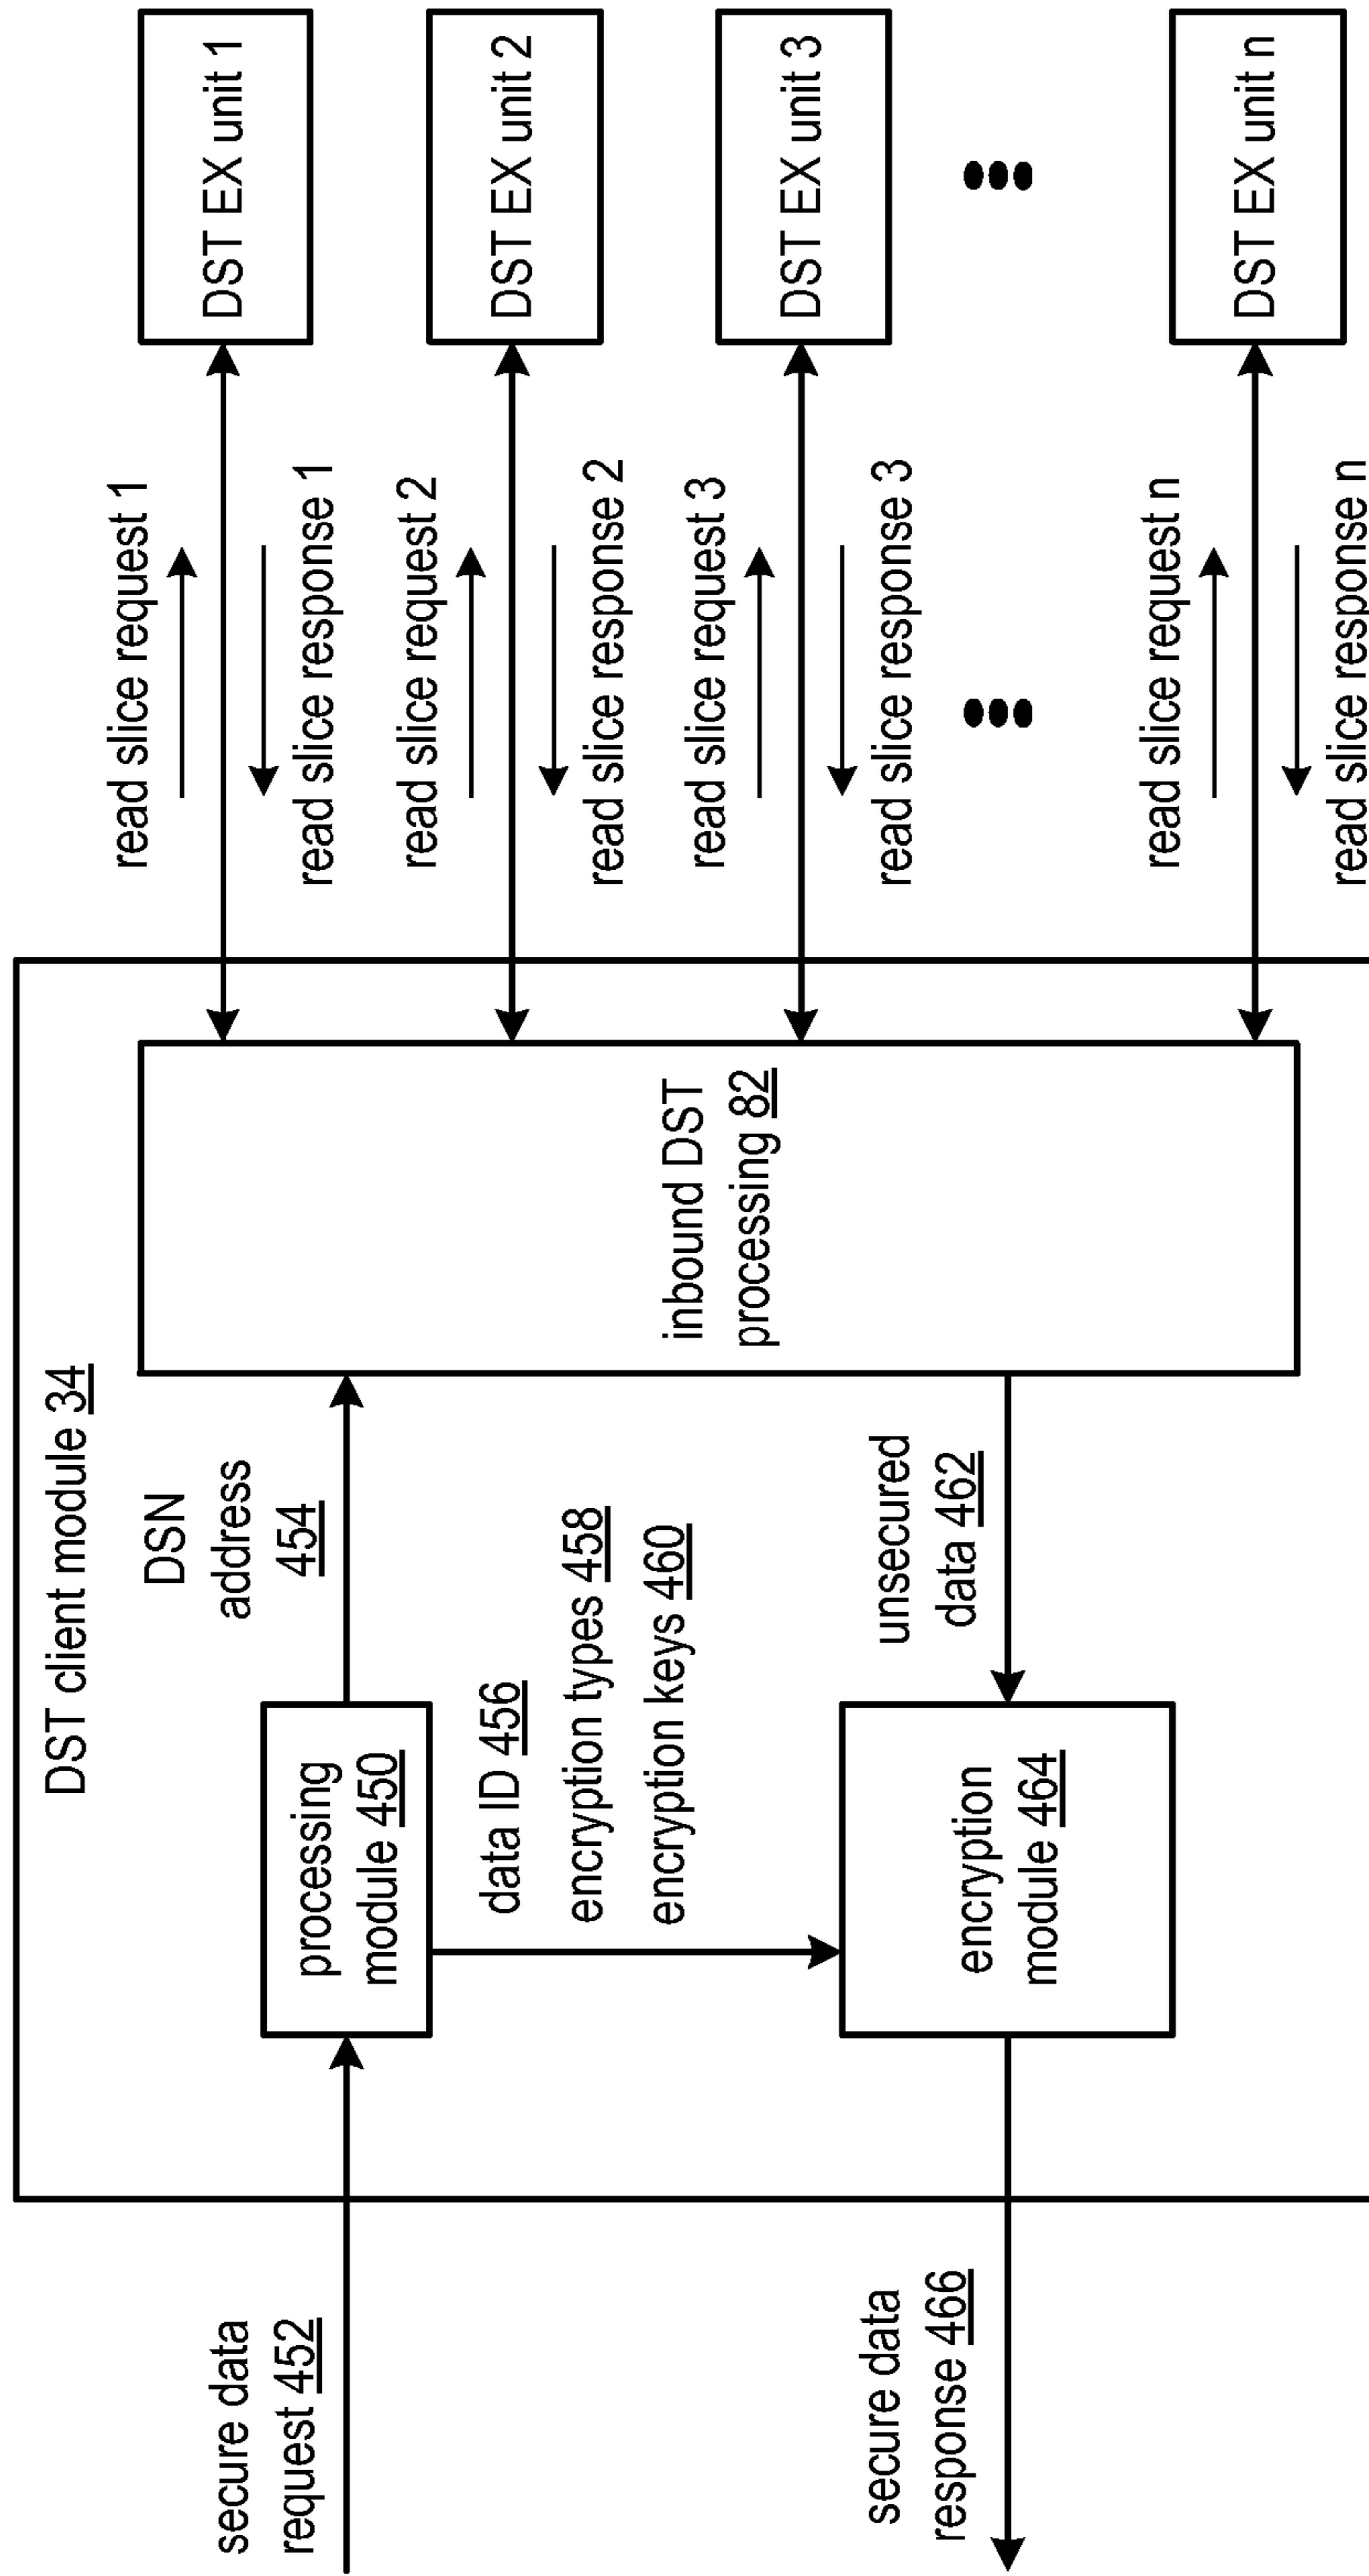 DST client module 34
secure data
request 452
processing
module 450
DSN
address
454
data ID 456
encryption types 458
encryption keys 460
inbound DST
processing 82
unsecured
data 462
encryption
module 464
secure data
response 466
read slice request 1
read slice response 1
DST EX unit 1
read slice request 2
read slice response 2
DST EX unit 2
read slice request 3
read slice response 3
DST EX unit 3
read slice request n
read slice response n
DST EX unit n